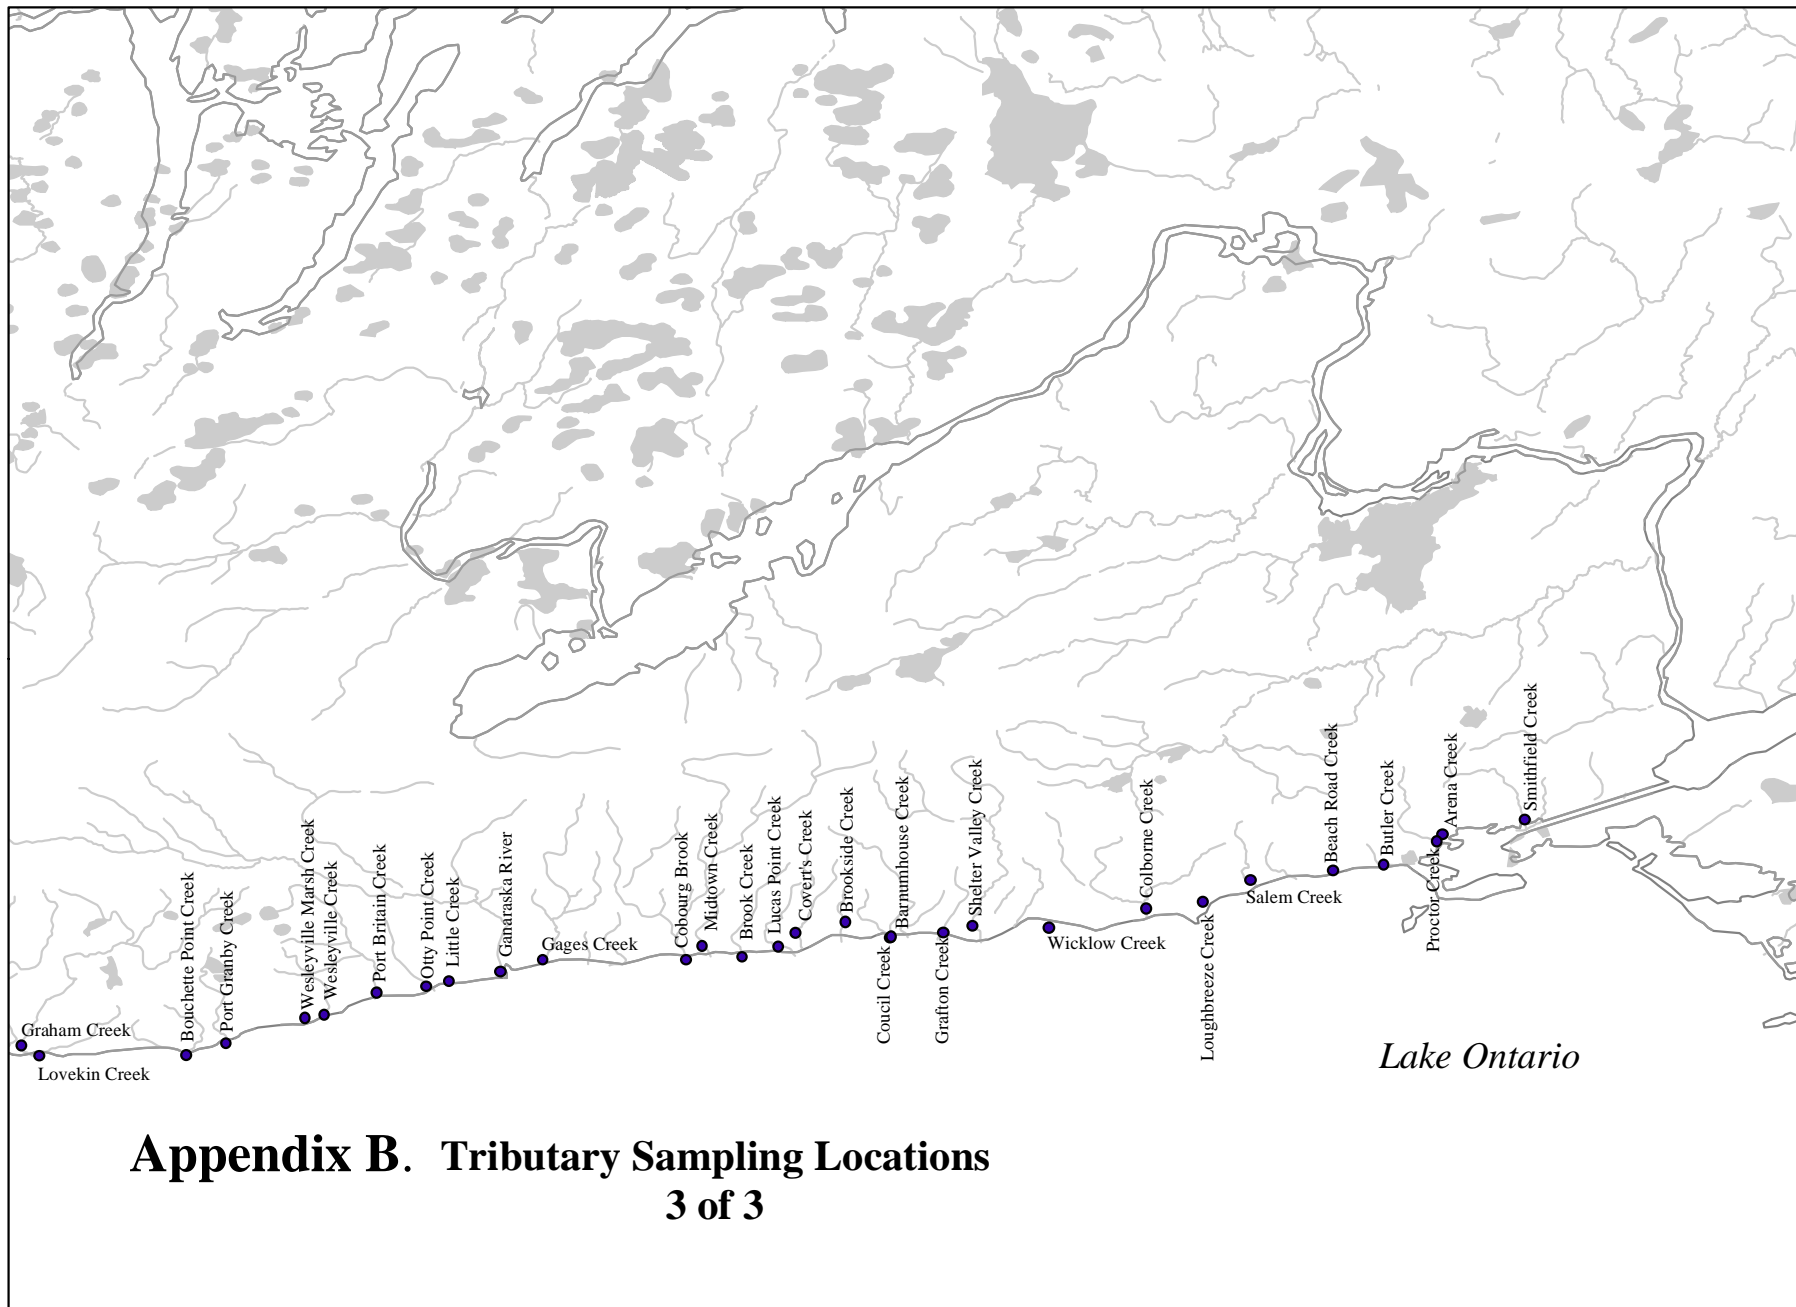 Graham Creek
Lovekin Creek
Bouchette Point Creek
Port Granby Creek
Wesleyville Marsh Creek
Wesleyville Creek
Port Britain Creek
Otty Point Creek
Little Creek
Ganaraska River
Gages Creek
Cobourg Brook
Midtown Creek
Brook Creek
Lucas Point Creek
Covert's Creek
Brookside Creek
Coucil Creek
Barnumhouse Creek
Grafton Creek
Shelter Valley Creek
Wicklow Creek
Colborne Creek
Loughbreeze Creek
Salem Creek
Beach Road Creek
Butler Creek
Proctor Creek
Arena Creek
Smithfield Creek
Lake Ontario
Appendix B. Tributary Sampling Locations
3 of 3